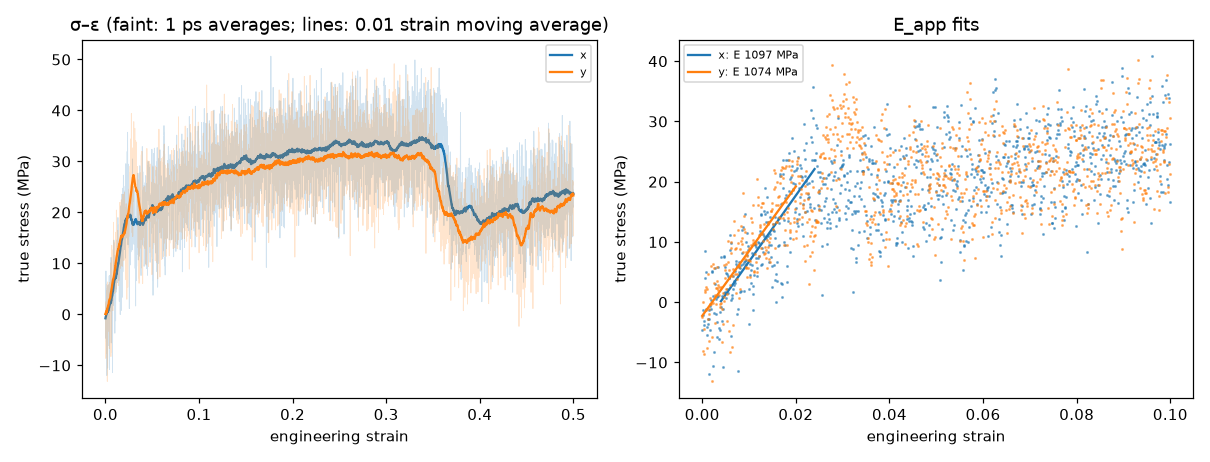 σ–ε (faint: 1 ps averages; lines: 0.01 strain moving average)
true stress (MPa)
50
40
30
20
10
0
−10
0.0 0.1 0.2 0.3 0.4 0.5
engineering strain
x
y
E_app fits
true stress (MPa)
40
30
20
10
0
−10
0.00 0.02 0.04 0.06 0.08 0.10
engineering strain
x: E 1097 MPa
y: E 1074 MPa